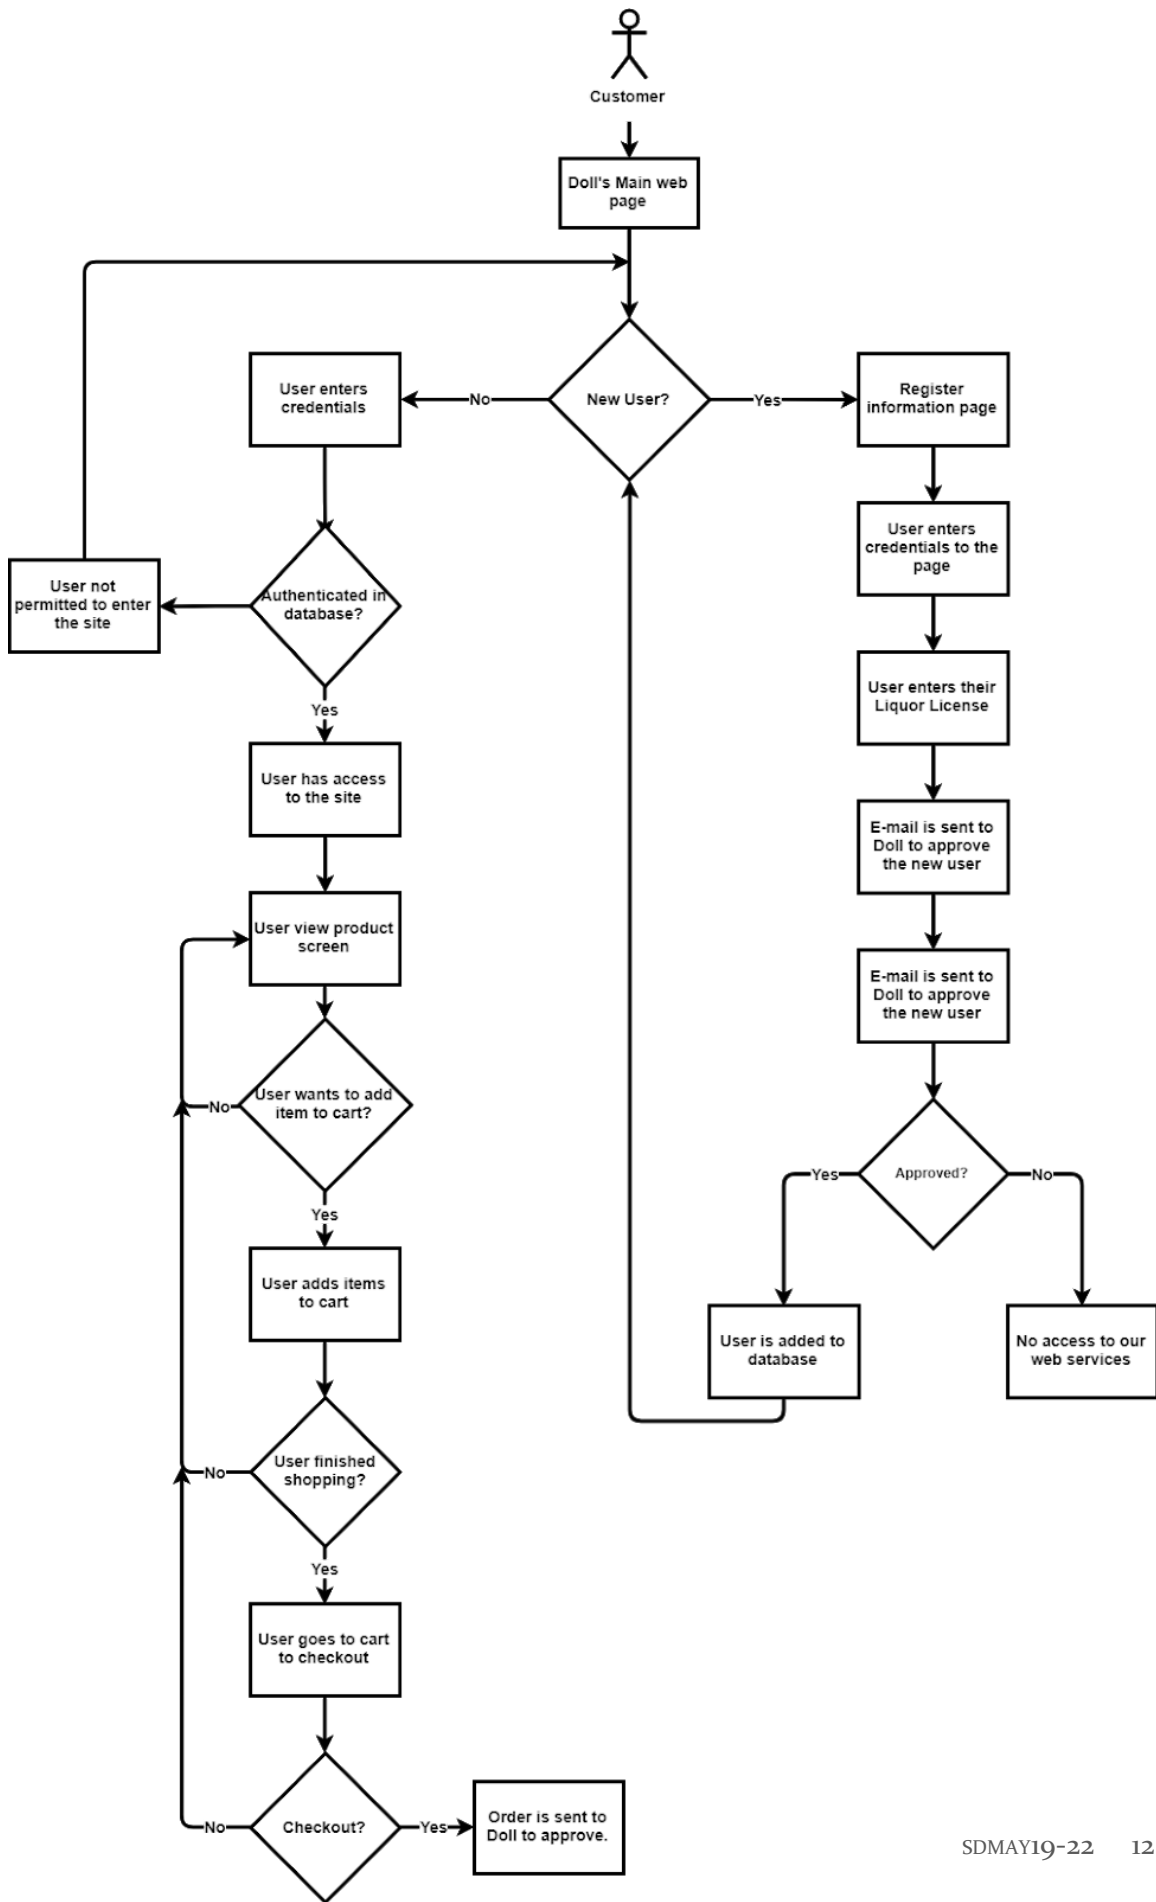 Customer
Doll's Main web
page
New User?
No
Yes
User enters
credentials
Register
information page
User enters
credentials to the
page
Authenticated in
database?
User not
permitted to enter
the site
Yes
User enters their
Liquor License
User has access
to the site
E-mail is sent to
Doll to approve
the new user
User view product
screen
E-mail is sent to
Doll to approve
the new user
User wants to add
item to cart?
No
Yes
Approved?
Yes
No
User adds items
to cart
User is added to
database
No access to our
web services
User finished
shopping?
No
Yes
User goes to cart
to checkout
Checkout?
No
Yes
Order is sent to
Doll to approve.
SDMAY19-22 12